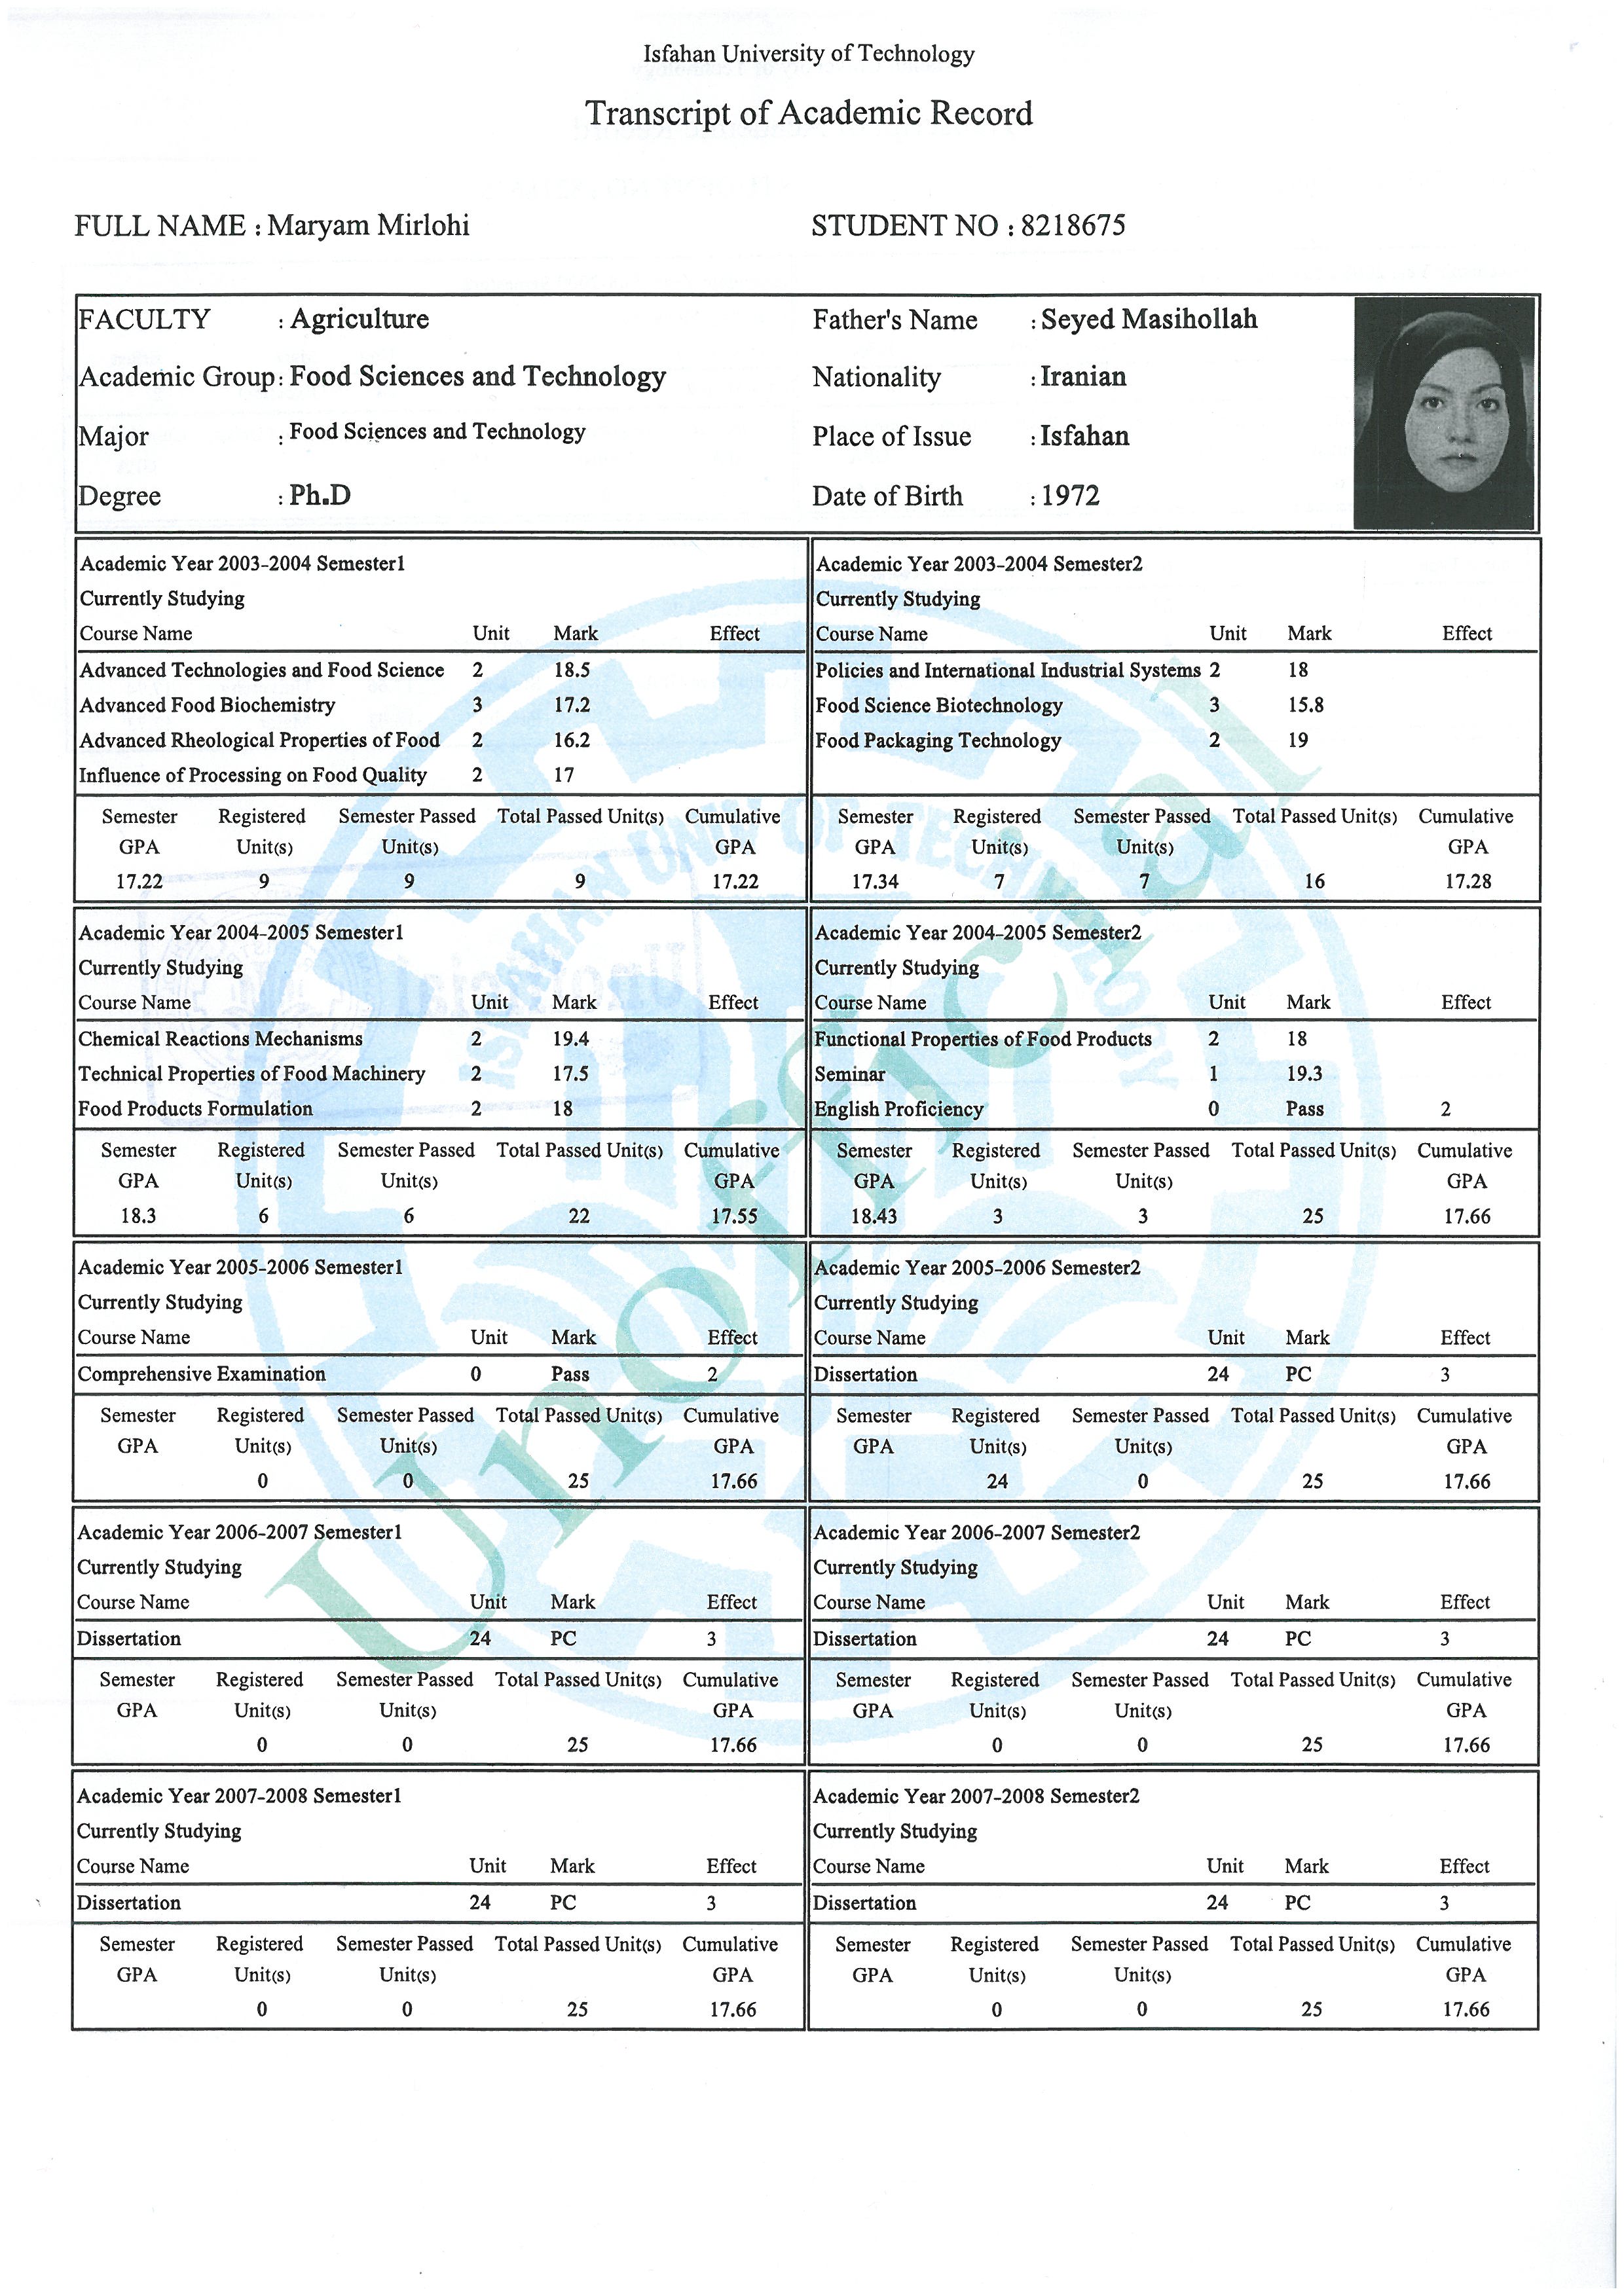 Isfahan University of Technology
Transcript of Academic Record
FULL NAME : Maryam Mirlohi
STUDENT NO : 8218675
FACULTY : Agriculture
Academic Group: Food Sciences and Technology
Major : Food Sciences and Technology
Degree : Ph.D
Father's Name : Seyed Masihollah
Nationality : Iranian
Place of Issue : Isfahan
Date of Birth : 1972
Academic Year 2003-2004 Semester1
Currently Studying
Course Name Unit Mark Effect
Advanced Technologies and Food Science 2 18.5
Advanced Food Biochemistry 3 17.2
Advanced Rheological Properties of Food 2 16.2
Influence of Processing on Food Quality 2 17
Semester Registered Semester Passed Total Passed Unit(s) Cumulative
GPA Unit(s) Unit(s) GPA
17.22 9 9 9 17.22
Academic Year 2003-2004 Semester2
Currently Studying
Course Name Unit Mark Effect
Policies and International Industrial Systems 2 18
Food Science Biotechnology 3 15.8
Food Packaging Technology 2 19
Semester Registered Semester Passed Total Passed Unit(s) Cumulative
GPA Unit(s) Unit(s) GPA
17.34 7 7 16 17.28
Academic Year 2004-2005 Semester1
Currently Studying
Course Name Unit Mark Effect
Chemical Reactions Mechanisms 2 19.4
Technical Properties of Food Machinery 2 17.5
Food Products Formulation 2 18
Semester Registered Semester Passed Total Passed Unit(s) Cumulative
GPA Unit(s) Unit(s) GPA
18.3 6 6 22 17.55
Academic Year 2004-2005 Semester2
Currently Studying
Course Name Unit Mark Effect
Functional Properties of Food Products 2 18
Seminar 1 19.3
English Proficiency 0 Pass 2
Semester Registered Semester Passed Total Passed Unit(s) Cumulative
GPA Unit(s) Unit(s) GPA
18.43 3 3 25 17.66
Academic Year 2005-2006 Semester1
Currently Studying
Course Name Unit Mark Effect
Comprehensive Examination 0 Pass 2
Semester Registered Semester Passed Total Passed Unit(s) Cumulative
GPA Unit(s) Unit(s) GPA
0 0 25 17.66
Academic Year 2005-2006 Semester2
Currently Studying
Course Name Unit Mark Effect
Dissertation 24 PC 3
Semester Registered Semester Passed Total Passed Unit(s) Cumulative
GPA Unit(s) Unit(s) GPA
24 0 25 17.66
Academic Year 2006-2007 Semester1
Currently Studying
Course Name Unit Mark Effect
Dissertation 24 PC 3
Semester Registered Semester Passed Total Passed Unit(s) Cumulative
GPA Unit(s) Unit(s) GPA
0 0 25 17.66
Academic Year 2006-2007 Semester2
Currently Studying
Course Name Unit Mark Effect
Dissertation 24 PC 3
Semester Registered Semester Passed Total Passed Unit(s) Cumulative
GPA Unit(s) Unit(s) GPA
0 0 25 17.66
Academic Year 2007-2008 Semester1
Currently Studying
Course Name Unit Mark Effect
Dissertation 24 PC 3
Semester Registered Semester Passed Total Passed Unit(s) Cumulative
GPA Unit(s) Unit(s) GPA
0 0 25 17.66
Academic Year 2007-2008 Semester2
Currently Studying
Course Name Unit Mark Effect
Dissertation 24 PC 3
Semester Registered Semester Passed Total Passed Unit(s) Cumulative
GPA Unit(s) Unit(s) GPA
0 0 25 17.66
ISFAHAN UNIV OF TECHNOLOGY
Unofficial